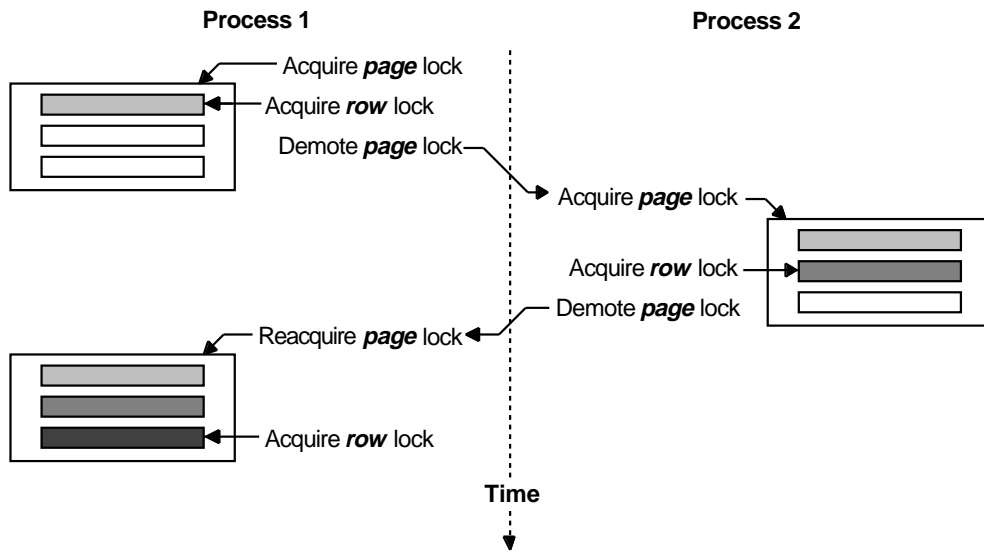 Process 1
Process 2
Acquire page lock
Acquire row lock
Demote page lock
Acquire page lock
Acquire row lock
Demote page lock
Reacquire page lock
Acquire row lock
Time